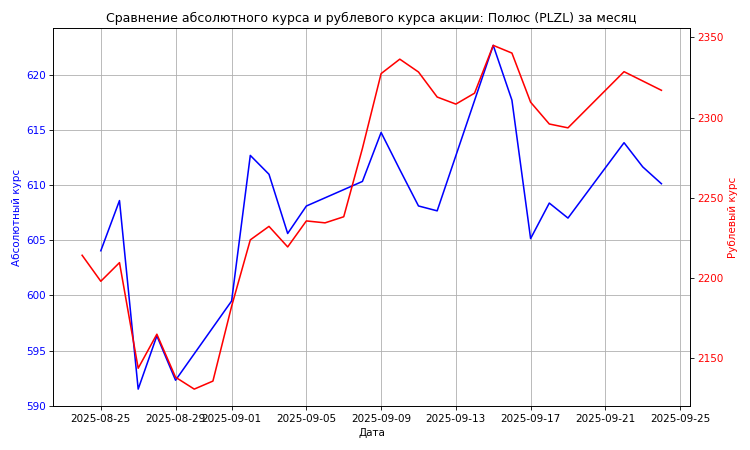 Сравнение абсолютного курса и рублевого курса акции: Полюс (PLZL) за месяц
Абсолютный курс
620
615
610
605
600
595
590
2350
2300
2250
2200
2150
Рублевый курс
2025-08-25 2025-08-29 2025-09-01 2025-09-05 2025-09-09 2025-09-13 2025-09-17 2025-09-21 2025-09-25
Дата